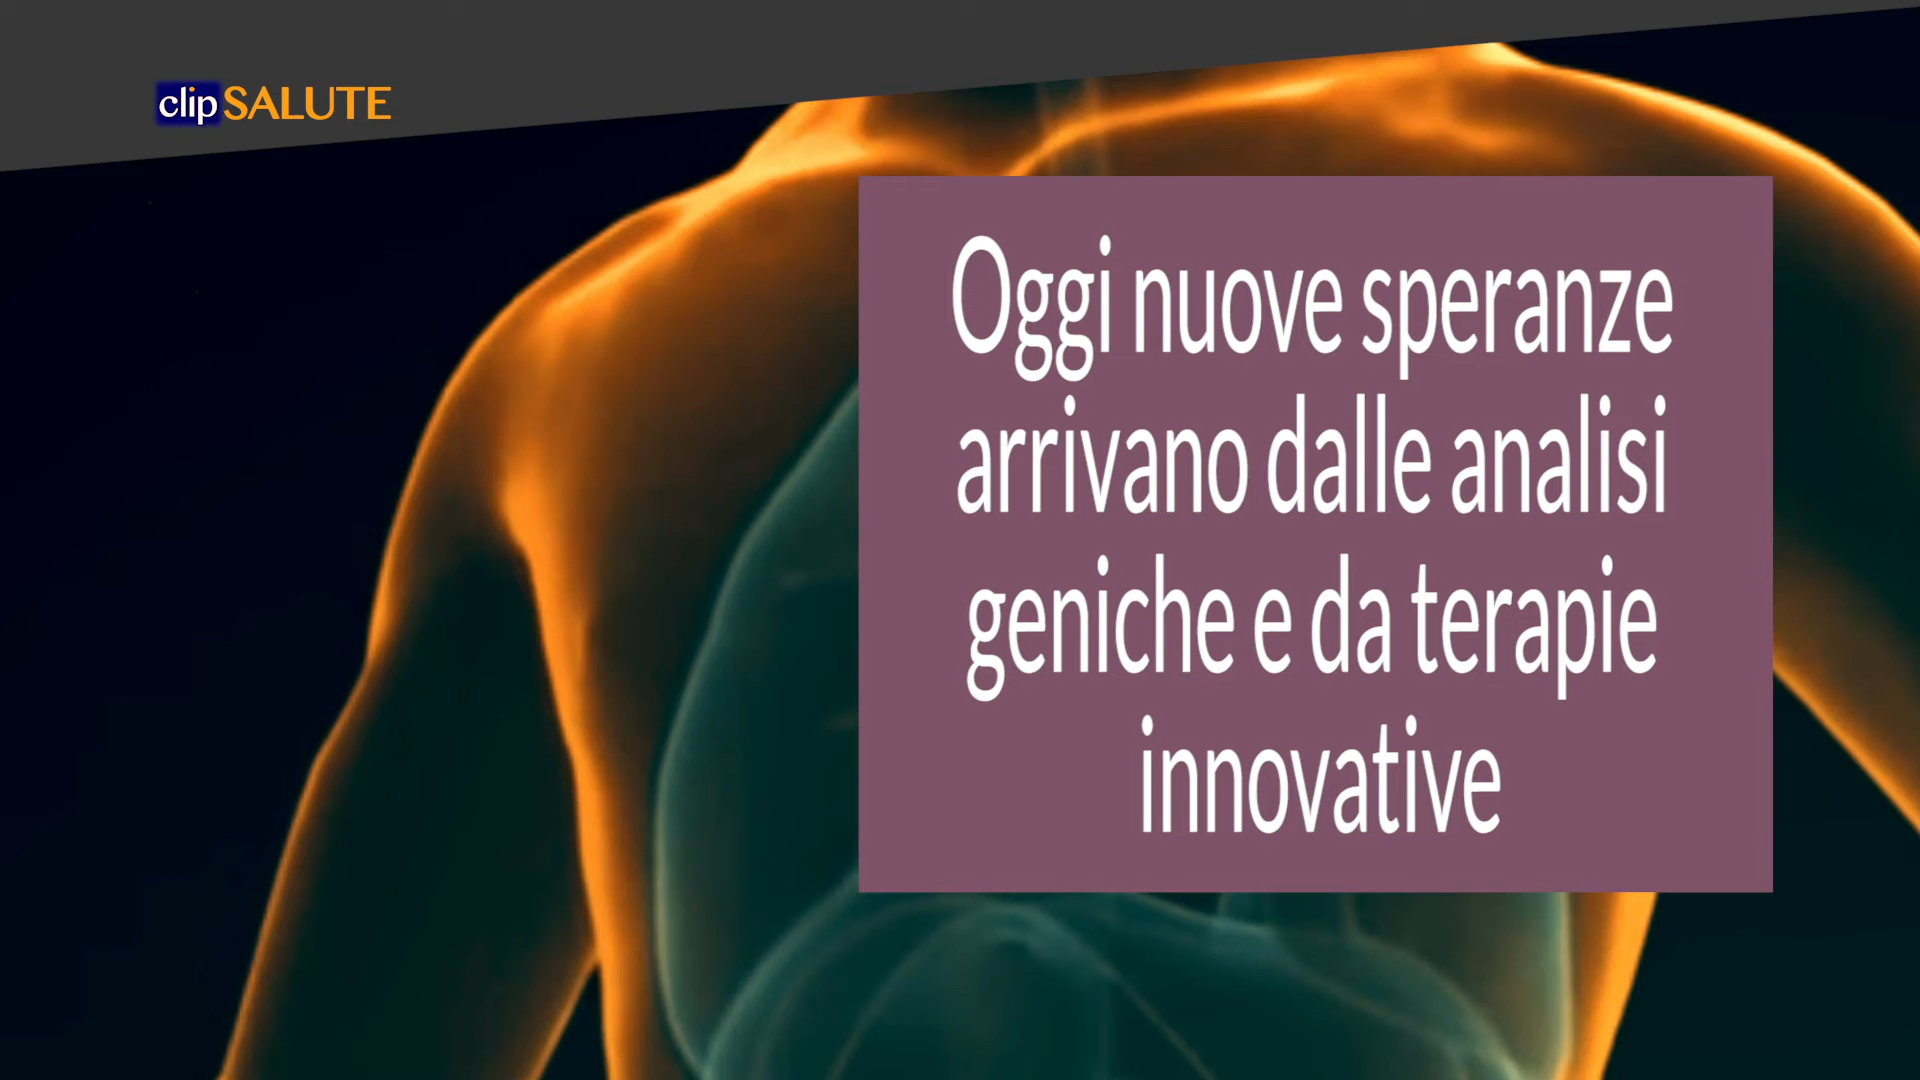 clipSALUTE
Oggi nuove speranze
arrivano dalle analisi
geniche e da terapie
innovative